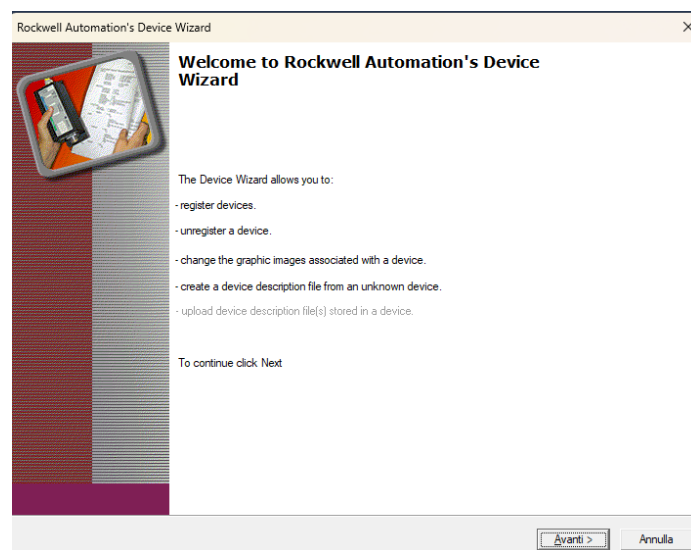 Rockwell Automation's Device Wizard
Welcome to Rockwell Automation's Device
Wizard
The Device Wizard allows you to:
- register devices.
- unregister a device.
- change the graphic images associated with a device.
- create a device description file from an unknown device.
- upload device description file(s) stored in a device.
To continue click Next
Avanti >
Annulla